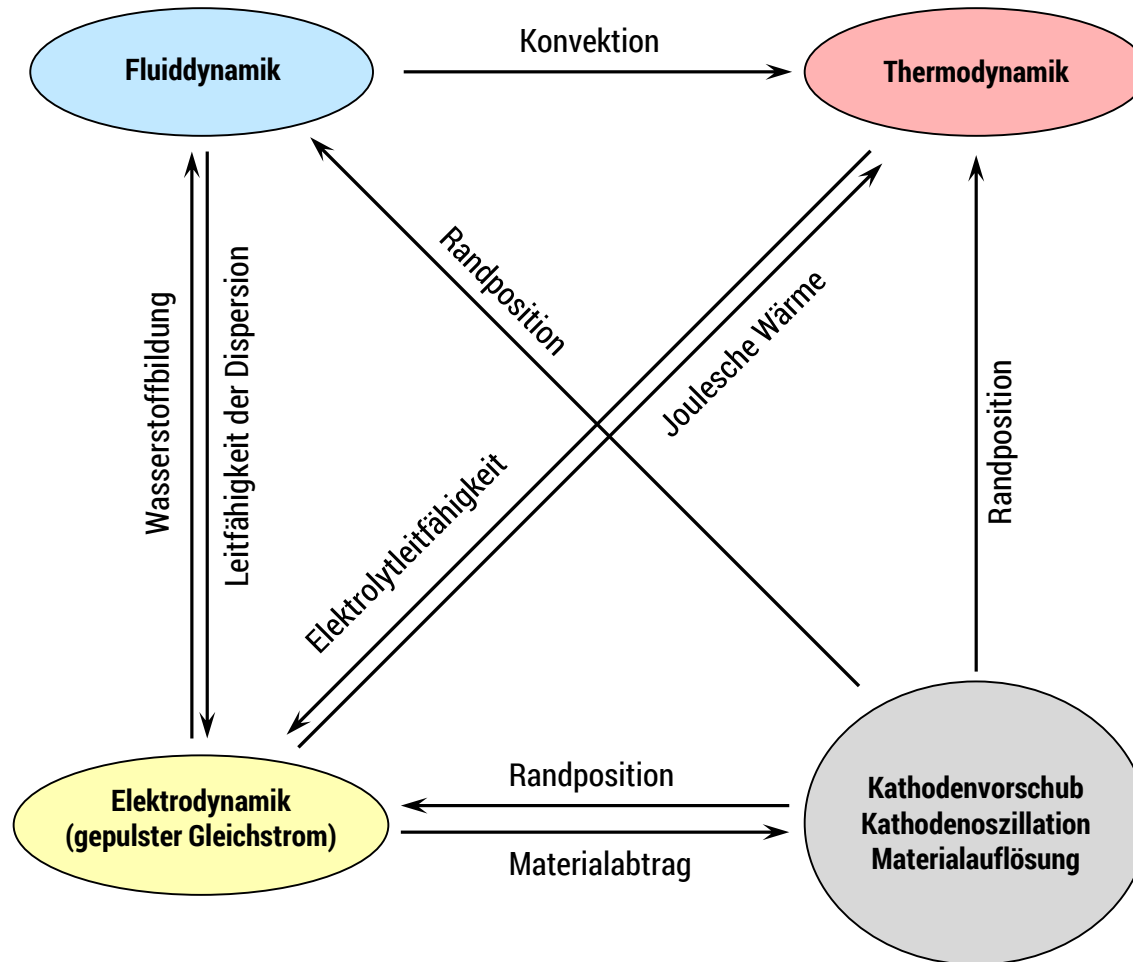 Konvektion
Fluiddynamik
Thermodynamik
Randposition
Wasserstoffbildung
Leitfähigkeit der Dispersion
Joulesche Wärme
Randposition
Elektrolytleitfähigkeit
Randposition
Elektrodynamik
(gepulster Gleichstrom)
Materialabtrag
Kathodenvorschub
Kathodenoszillation
Materialauflösung